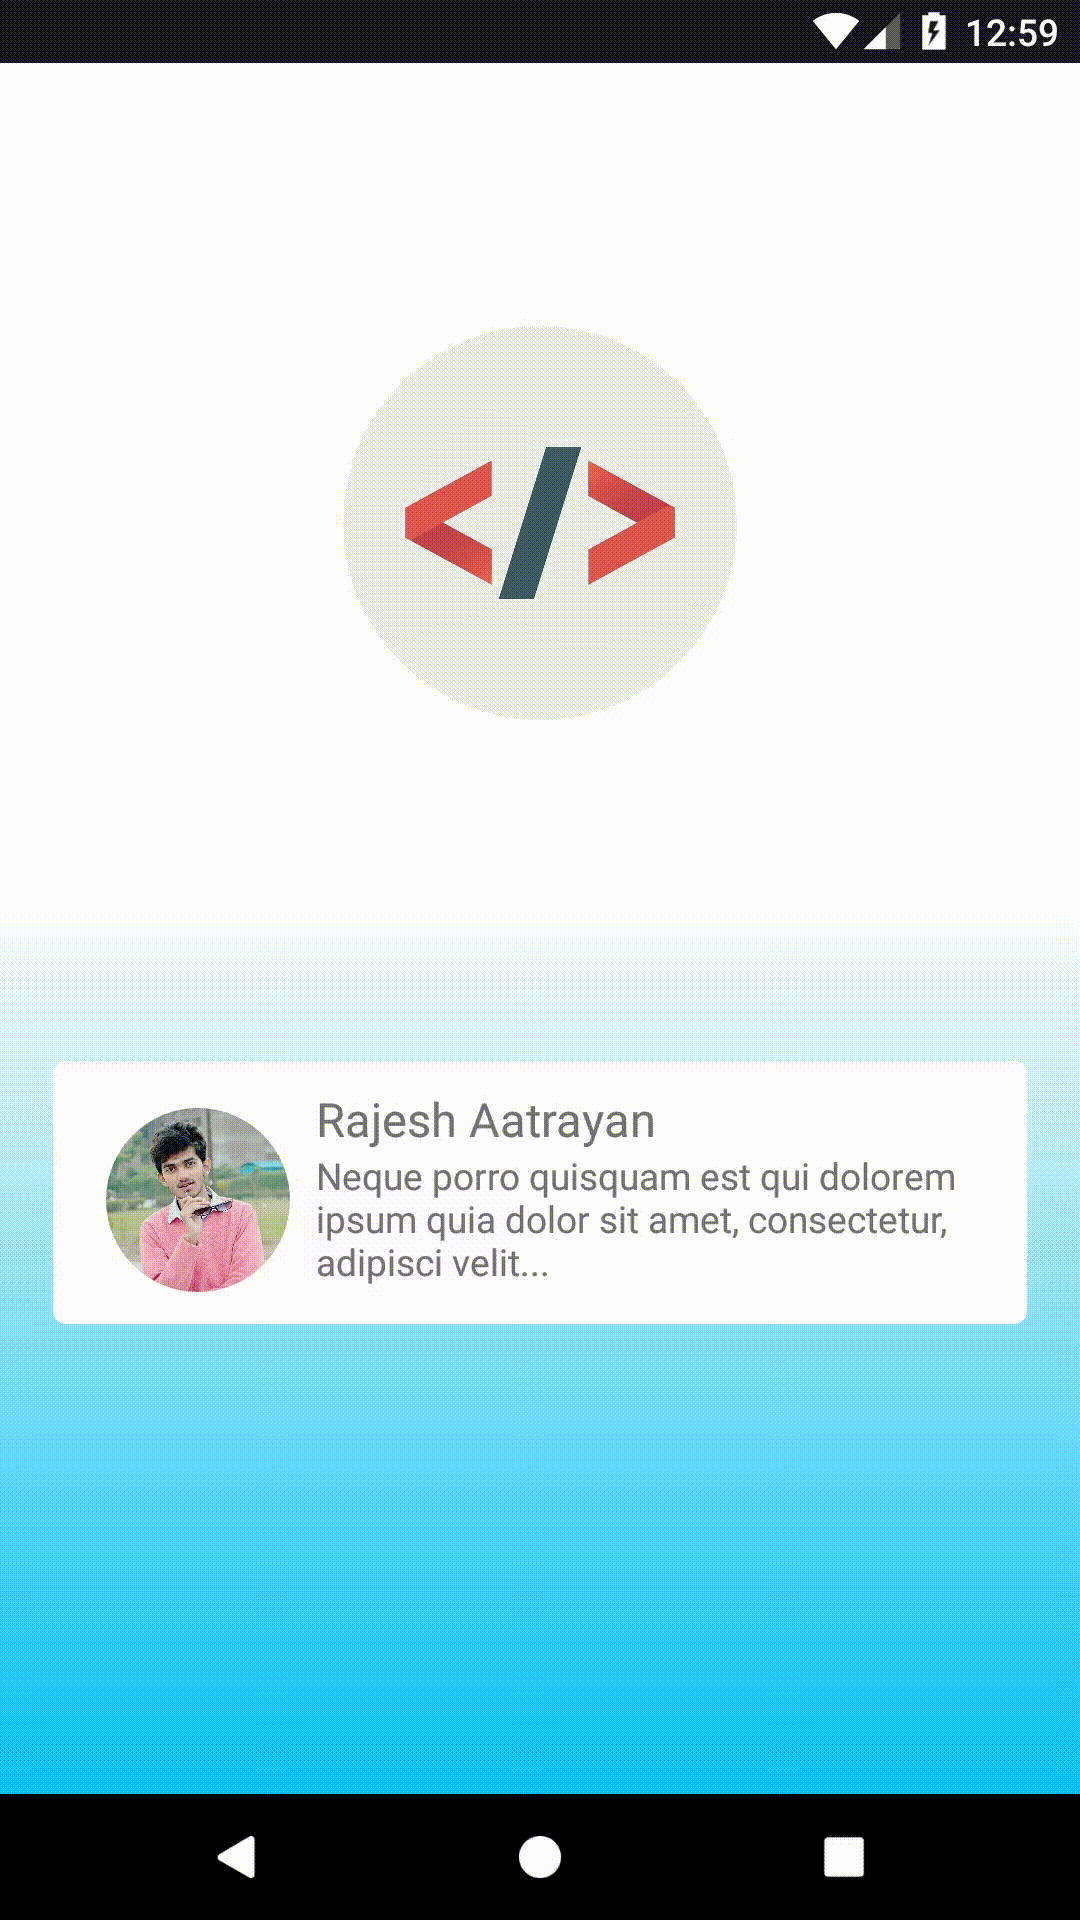 12:59
</>
Rajesh Aatrayan
Neque porro quisquam est qui dolorem
ipsum quia dolor sit amet, consectetur,
adipisci velit...